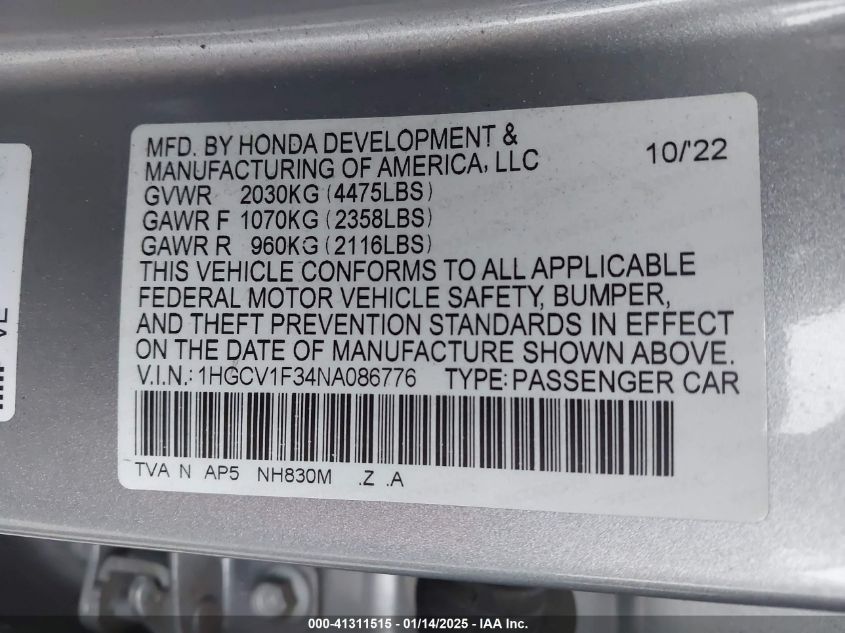 MFD. BY HONDA DEVELOPMENT &
MANUFACTURING OF AMERICA, LLC 10/'22
GVWR 2030KG (4475LBS)
GAWR F 1070KG (2358LBS)
GAWR R 960KG (2116LBS)
THIS VEHICLE CONFORMS TO ALL APPLICABLE
FEDERAL MOTOR VEHICLE SAFETY, BUMPER,
AND THEFT PREVENTION STANDARDS IN EFFECT
ON THE DATE OF MANUFACTURE SHOWN ABOVE.
V.I.N.: 1HGCV1F34NA086776 TYPE: PASSENGER CAR
TVA N AP5 NH830M .Z .A
000-41311515 - 01/14/2025 - IAA Inc.